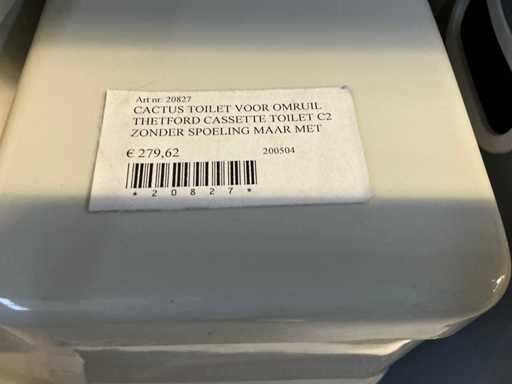 Art nr: 20827
CACTUS TOILET VOOR OMRUIL
THETFORD CASSETTE TOILET C2
ZONDER SPOELING MAAR MET
€ 279,62 200504
*20827*